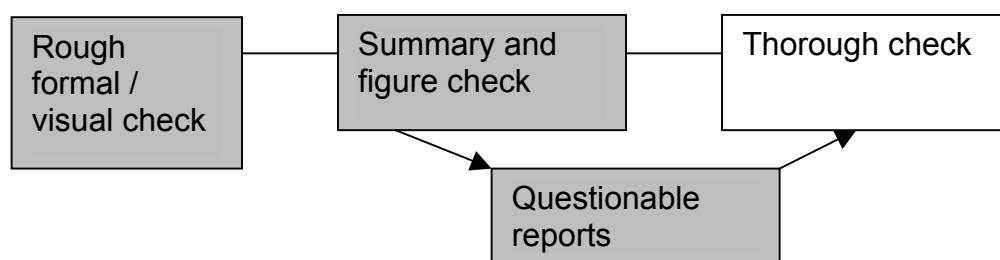 Rough
formal /
visual check
Summary and
figure check
Thorough check
Questionable
reports